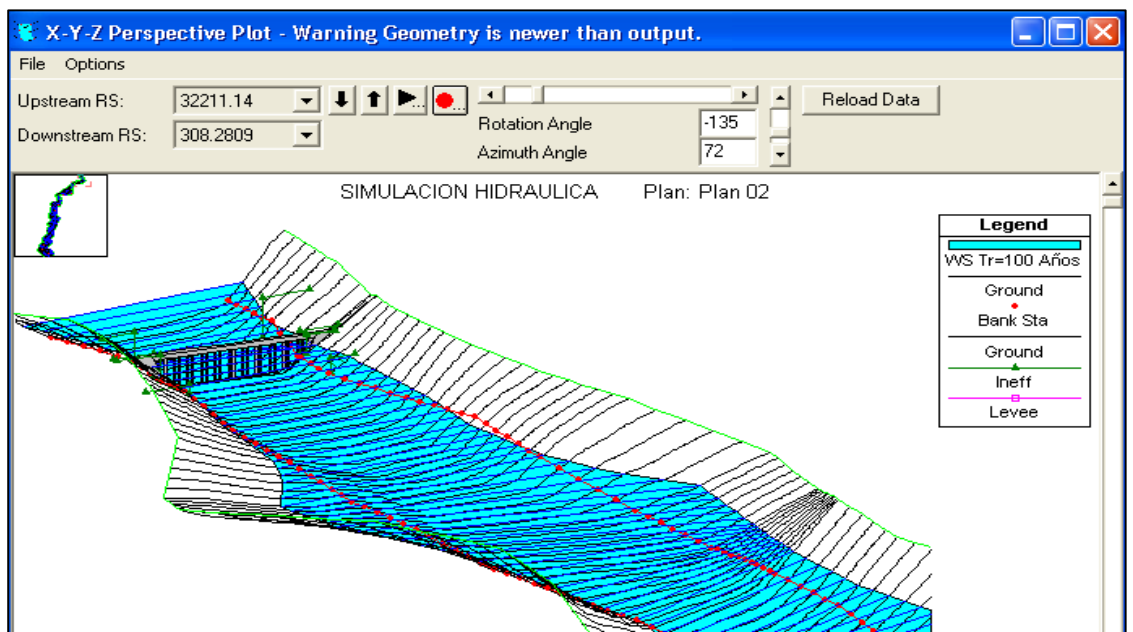 X-Y-Z Perspective Plot - Warning Geometry is newer than output.
File Options
Upstream RS: 32211.14
Downstream RS: 308.2809
Rotation Angle -135
Azimuth Angle 72
Reload Data
SIMULACION HIDRAULICA Plan: Plan 02
Legend
WS Tr=100 Años
Ground
Bank Sta
Ground
Ineff
Levee